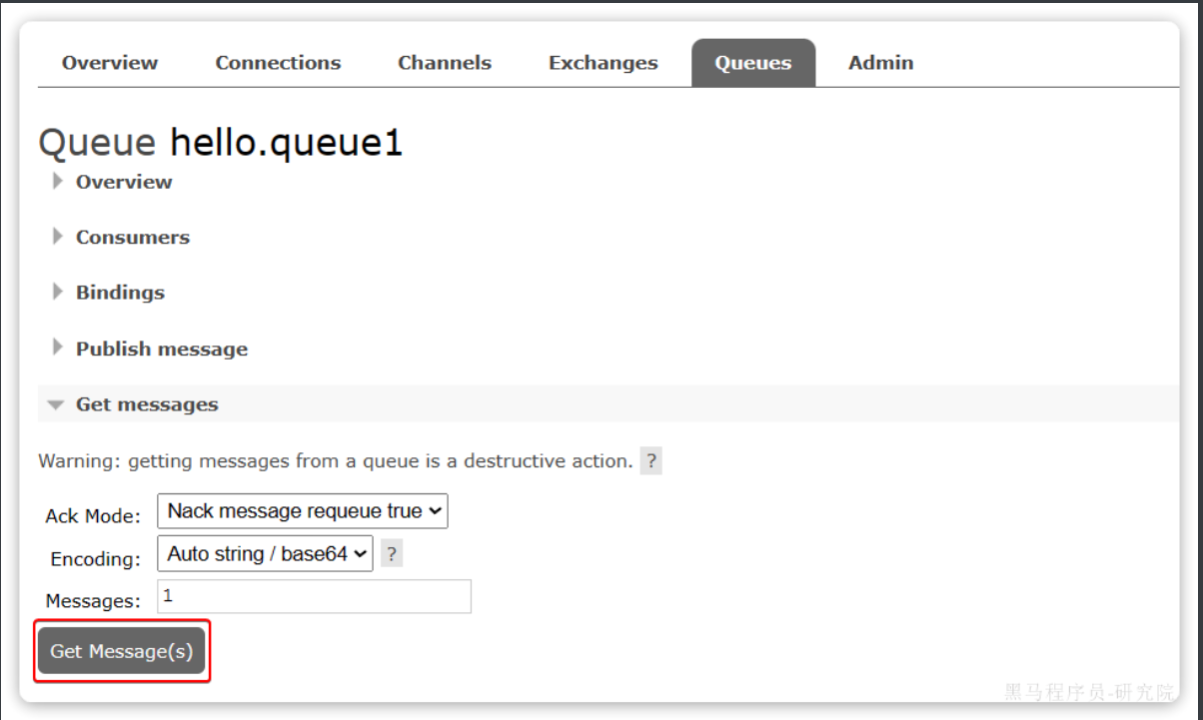 Overview Connections Channels Exchanges Queues Admin
Queue hello.queue1
Overview
Consumers
Bindings
Publish message
Get messages
Warning: getting messages from a queue is a destructive action. ?
Ack Mode: Nack message requeue true
Encoding: Auto string / base64 ?
Messages: 1
Get Message(s)
黑马程序员-研究院